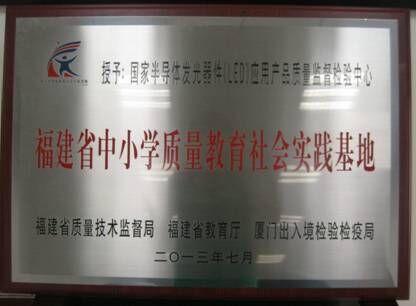 授予:国家半导体发光器件(LED)应用产品质量监督检验中心
福建省中小学质量教育社会实践基地
福建省质量技术监督局 福建省教育厅 厦门出入境检验检疫局
二〇一三年七月